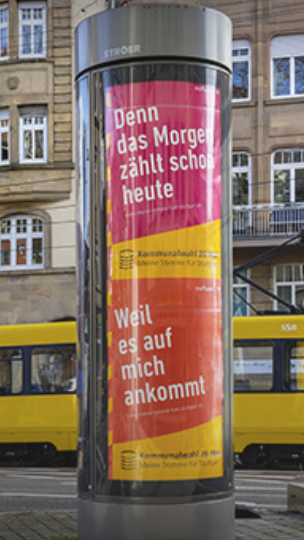 STRÖER
Denn
das Morgen
zählt schon
heute
Kommunalwahl 26. Mai
Meine Stimme für Stuttgart
Weil
es auf
mich
ankommt
Kommunalwahl 26. Mai
Meine Stimme für Stuttgart
SSB